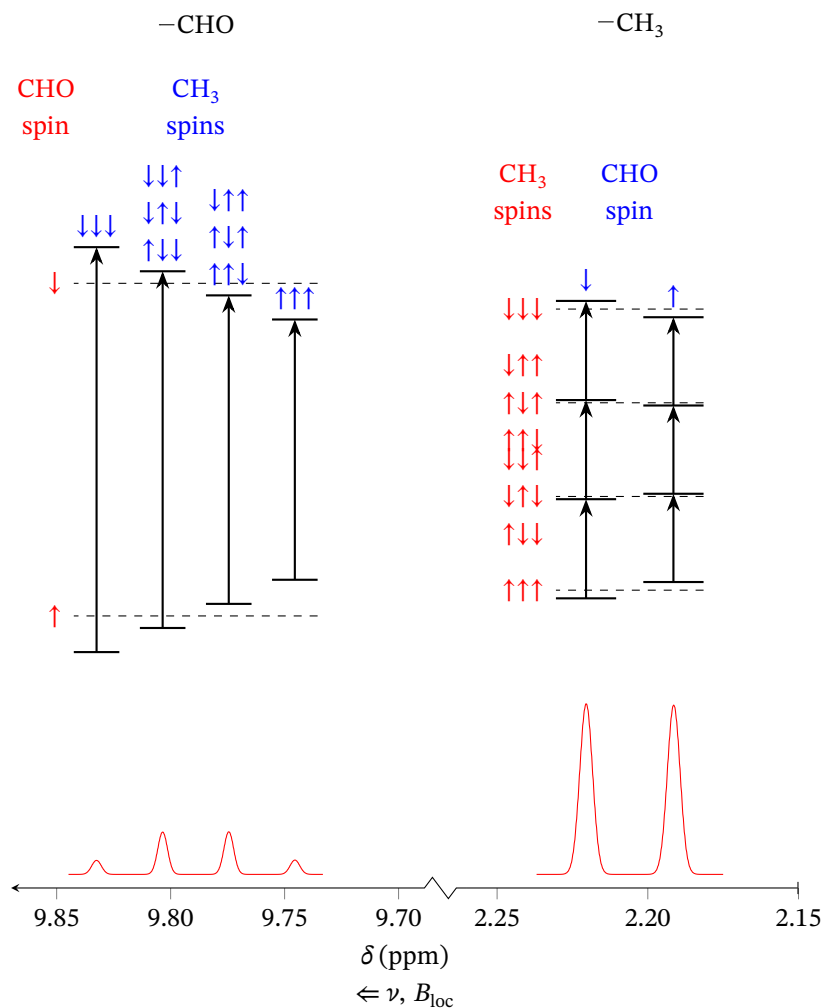 −CHO
−CH₃
CHO spin
CH₃ spins
CH₃ spins
CHO spin
↓↓↓
↓↓↑
↓↑↓
↑↓↓
↓↑↑
↑↓↑
↑↑↓
↑↑↑
↓
↑
↓
↑
↓↓↓
↓↑↑
↑↓↑
↑↑↓
↓↓↑
↓↑↓
↑↓↓
↑↑↑
9.85 9.80 9.75 9.70 2.25 2.20 2.15
δ (ppm)
⇐ ν, B_loc